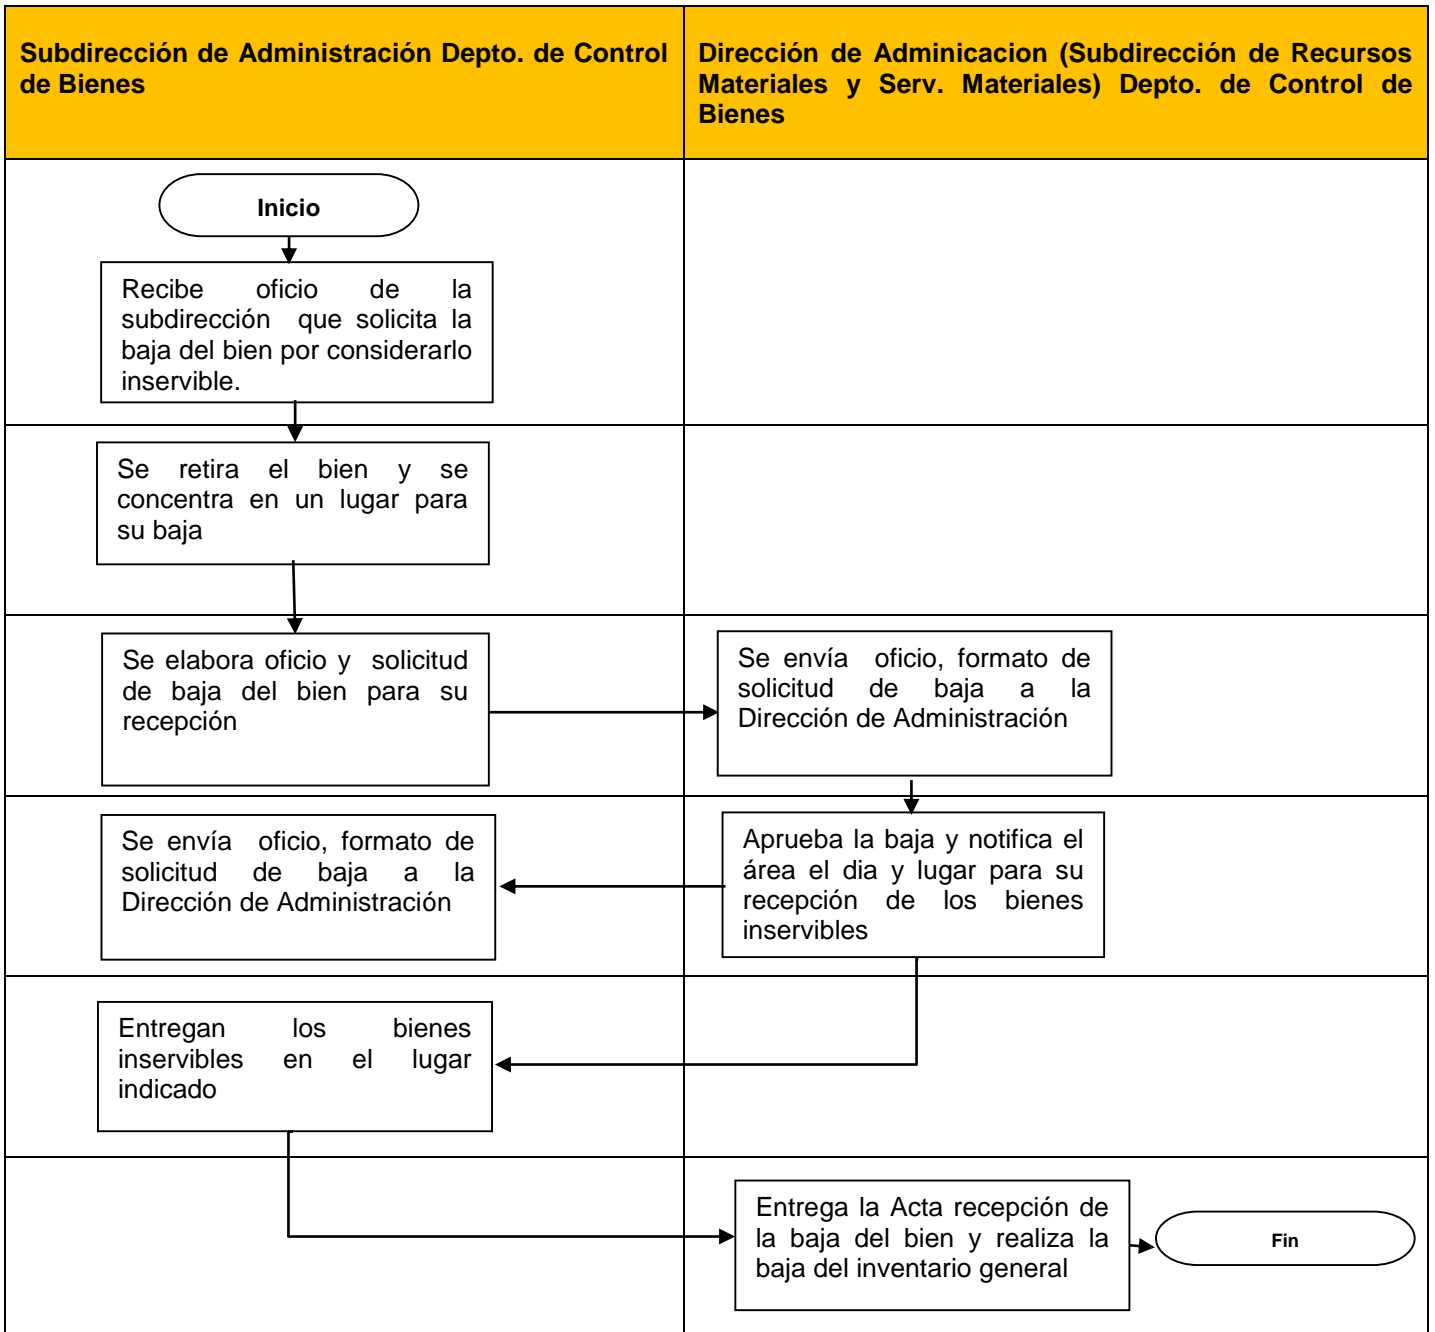 Subdirección de Administración Depto. de Control
de Bienes
Dirección de Adminicacion (Subdirección de Recursos
Materiales y Serv. Materiales) Depto. de Control de
Bienes
Inicio
Recibe oficio de la
subdirección que solicita la
baja del bien por considerarlo
inservible.
Se retira el bien y se
concentra en un lugar para
su baja
Se elabora oficio y solicitud
de baja del bien para su
recepción
Se envía oficio, formato de
solicitud de baja a la
Dirección de Administración
Se envía oficio, formato de
solicitud de baja a la
Dirección de Administración
Aprueba la baja y notifica el
área el dia y lugar para su
recepción de los bienes
inservibles
Entregan los bienes
inservibles en el lugar
indicado
Entrega la Acta recepción de
la baja del bien y realiza la
baja del inventario general
Fin